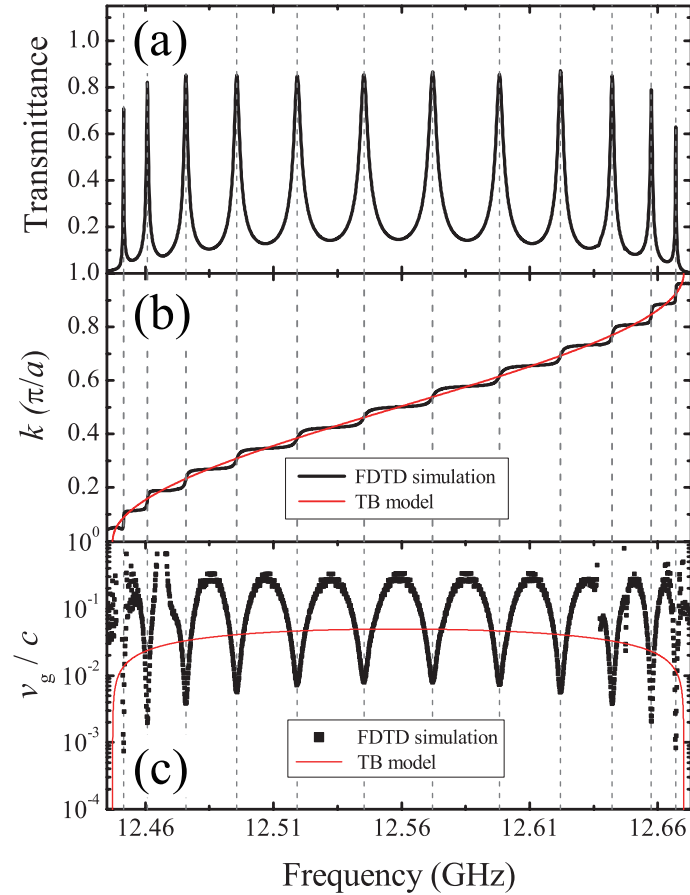 (a)
Transmittance
1.0
0.8
0.6
0.4
0.2
1.0
(b)
k (π/a)
0.8
0.6
0.4
0.2
FDTD simulation
TB model
10⁰
(c)
v_g / c
10⁻¹
10⁻²
10⁻³
10⁻⁴
FDTD simulation
TB model
12.46 12.51 12.56 12.61 12.66
Frequency (GHz)